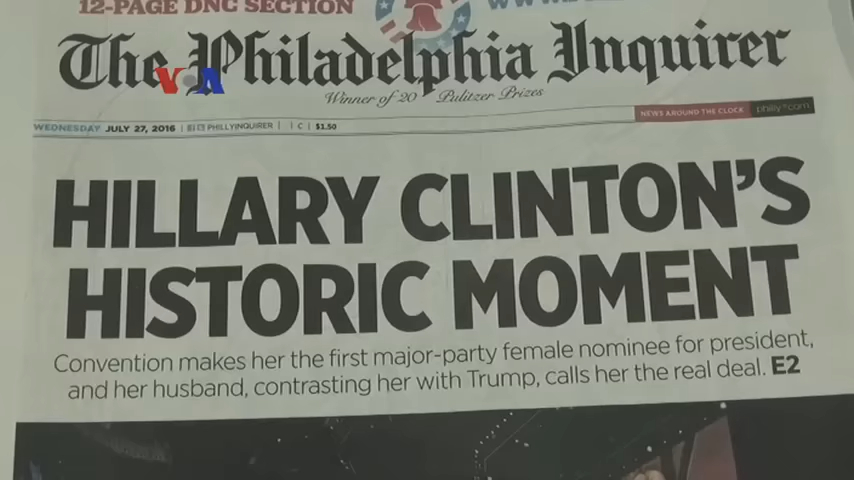 12-PAGE DNC SECTION
The Philadelphia Inquirer
VOA
Winner of 20 Pulitzer Prizes
NEWS AROUND THE CLOCK philly.com
WEDNESDAY JULY 27, 2016 | PHILLYINQUIRER | C | $1.50
HILLARY CLINTON'S
HISTORIC MOMENT
Convention makes her the first major-party female nominee for president,
and her husband, contrasting her with Trump, calls her the real deal. E2